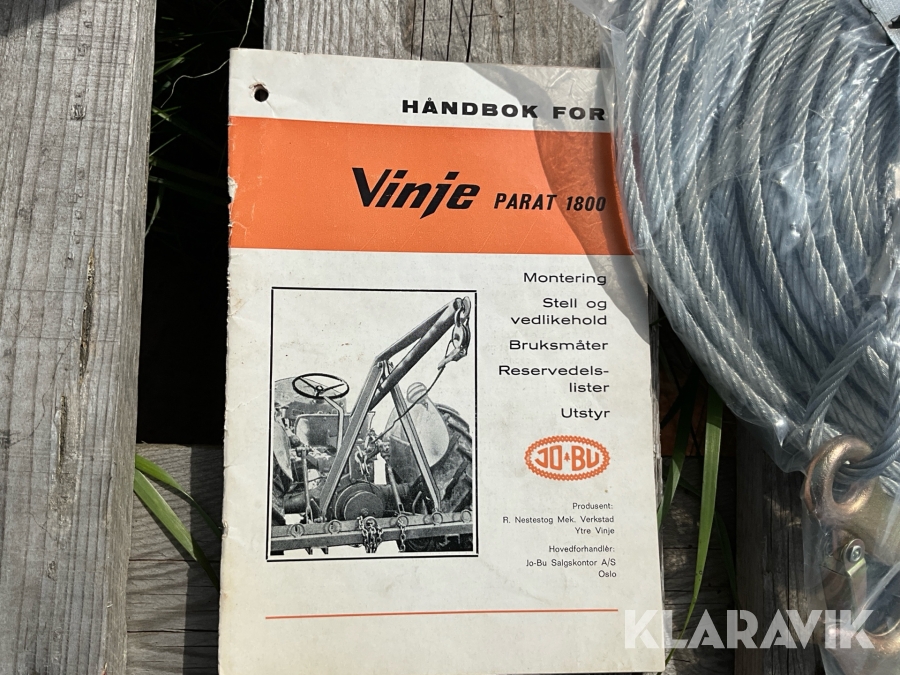 HÅNDBOK FOR
Vinje PARAT 1800
Montering
Stell og
vedlikehold
Bruksmåter
Reservedels-
lister
Utstyr
JO BU
Produsent:
R. Nestestog Mek. Verkstad
Ytre Vinje
Hovedforhandlèr:
Jo-Bu Salgskontor A/S
Oslo
KLARAVIK